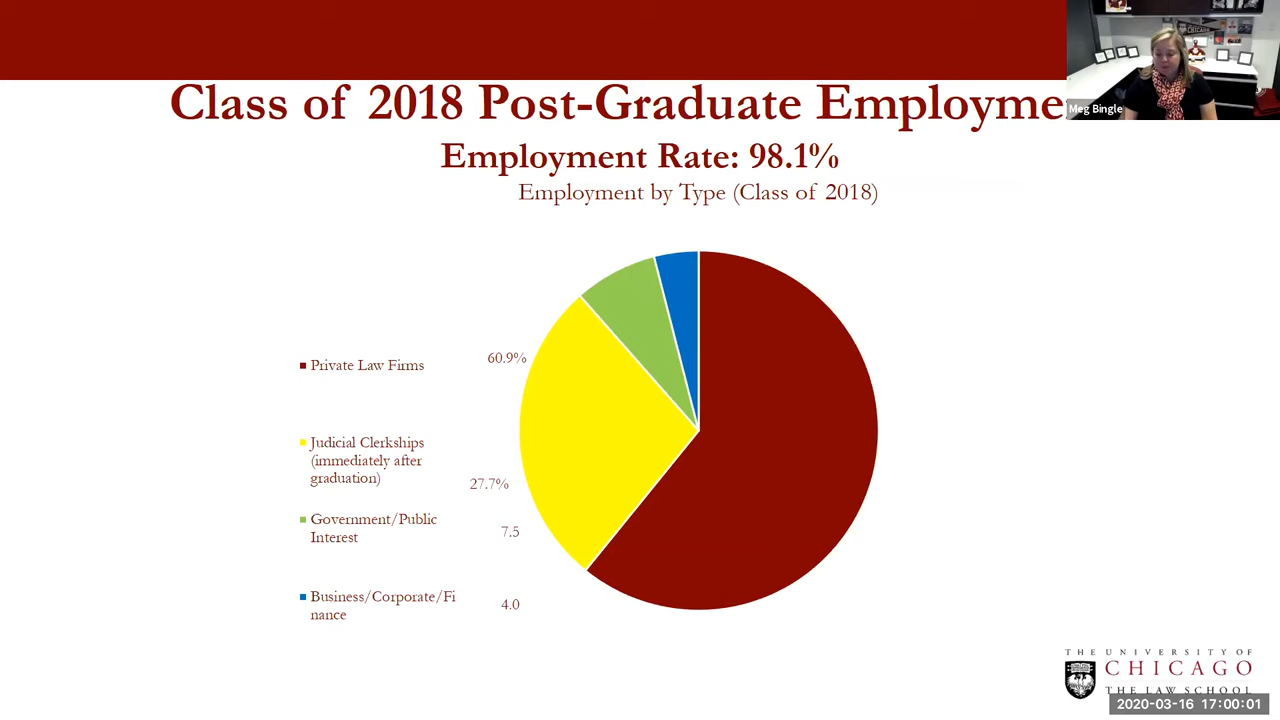 Class of 2018 Post-Graduate Employme
Meg Bingle
Employment Rate: 98.1%
Employment by Type (Class of 2018)
Private Law Firms
60.9%
Judicial Clerkships
(immediately after
graduation)
27.7%
Government/Public
Interest
7.5
Business/Corporate/Fi
nance
4.0
THE UNIVERSITY OF
CHICAGO
THE LAW SCHOOL
2020-03-16 17:00:01